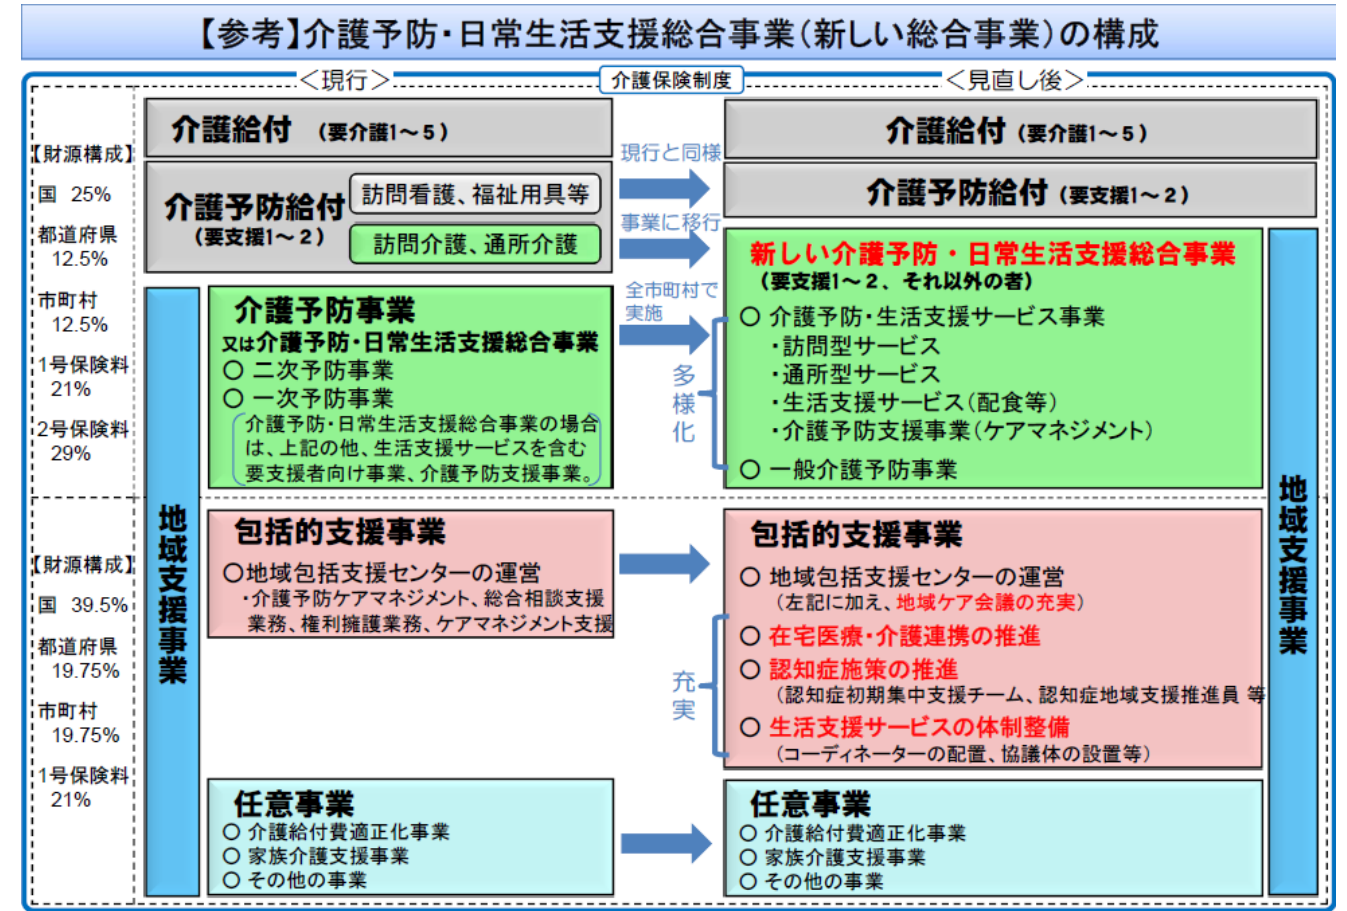 【参考】介護予防・日常生活支援総合事業（新しい総合事業）の構成
介護保険制度
＜現行＞
＜見直し後＞
【財源構成】
国 25%
都道府県
12.5%
市町村
12.5%
1号保険料
21%
2号保険料
29%
【財源構成】
国 39.5%
都道府県
19.75%
市町村
19.75%
1号保険料
21%
介護給付 （要介護1～5）
介護予防給付
（要支援1～2）
訪問看護、福祉用具等
訪問介護、通所介護
地域支援事業
介護予防事業
又は介護予防・日常生活支援総合事業
○ 二次予防事業
○ 一次予防事業
介護予防・日常生活支援総合事業の場合
は、上記の他、生活支援サービスを含む
要支援者向け事業、介護予防支援事業。
包括的支援事業
○地域包括支援センターの運営
・介護予防ケアマネジメント、総合相談支援
業務、権利擁護業務、ケアマネジメント支援
任意事業
○ 介護給付費適正化事業
○ 家族介護支援事業
○ その他の事業
現行と同様
事業に移行
全市町村で
実施
多様化
充実
介護給付（要介護1～5）
介護予防給付（要支援1～2）
新しい介護予防・日常生活支援総合事業
（要支援1～2、それ以外の者）
○ 介護予防・生活支援サービス事業
・訪問型サービス
・通所型サービス
・生活支援サービス（配食等）
・介護予防支援事業（ケアマネジメント）
○ 一般介護予防事業
包括的支援事業
○ 地域包括支援センターの運営
（左記に加え、地域ケア会議の充実）
○ 在宅医療・介護連携の推進
○ 認知症施策の推進
（認知症初期集中支援チーム、認知症地域支援推進員 等
○ 生活支援サービスの体制整備
（コーディネーターの配置、協議体の設置等）
任意事業
○ 介護給付費適正化事業
○ 家族介護支援事業
○ その他の事業
地域支援事業